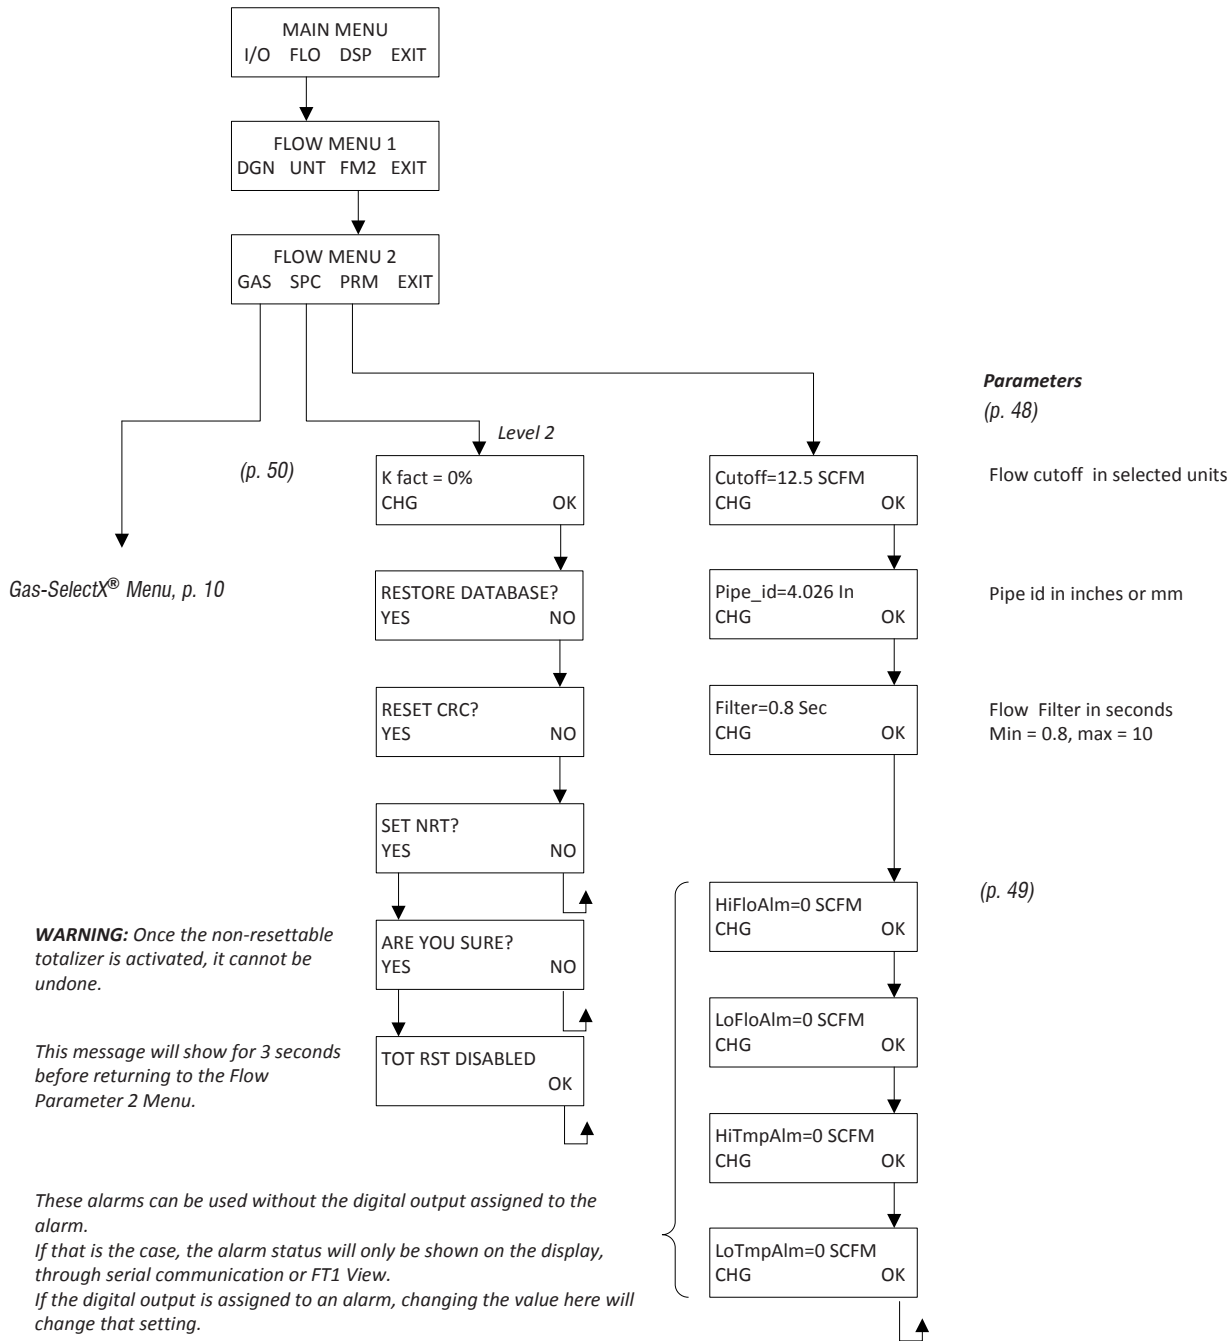 MAIN MENU
I/O FLO DSP EXIT
FLOW MENU 1
DGN UNT FM2 EXIT
FLOW MENU 2
GAS SPC PRM EXIT
Gas-SelectX® Menu, p. 10
(p. 50)
Level 2
K fact = 0%
CHG OK
RESTORE DATABASE?
YES NO
RESET CRC?
YES NO
SET NRT?
YES NO
WARNING: Once the non-resettable
totalizer is activated, it cannot be
undone.
ARE YOU SURE?
YES NO
This message will show for 3 seconds
before returning to the Flow
Parameter 2 Menu.
TOT RST DISABLED
OK
Parameters
(p. 48)
Cutoff=12.5 SCFM
CHG OK
Flow cutoff in selected units
Pipe_id=4.026 In
CHG OK
Pipe id in inches or mm
Filter=0.8 Sec
CHG OK
Flow Filter in seconds
Min = 0.8, max = 10
(p. 49)
HiFloAlm=0 SCFM
CHG OK
LoFloAlm=0 SCFM
CHG OK
HiTmpAlm=0 SCFM
CHG OK
LoTmpAlm=0 SCFM
CHG OK
These alarms can be used without the digital output assigned to the
alarm.
If that is the case, the alarm status will only be shown on the display,
through serial communication or FT1 View.
If the digital output is assigned to an alarm, changing the value here will
change that setting.